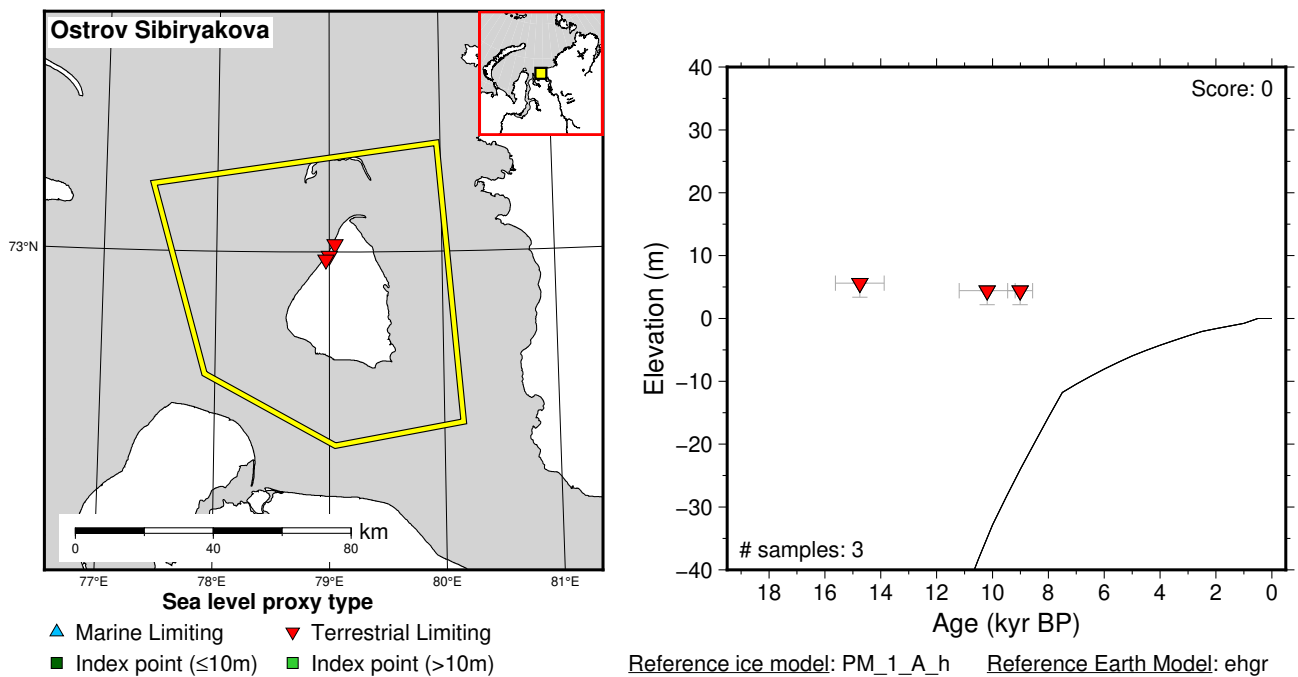 Ostrov Sibiryakova
73°N
km
0 40 80
77°E 78°E 79°E 80°E 81°E
Sea level proxy type
Marine Limiting
Terrestrial Limiting
Index point (≤10m)
Index point (>10m)
Score: 0
40
30
20
10
0
−10
−20
−30
−40
Elevation (m)
# samples: 3
18 16 14 12 10 8 6 4 2 0
Age (kyr BP)
Reference ice model: PM_1_A_h
Reference Earth Model: ehgr